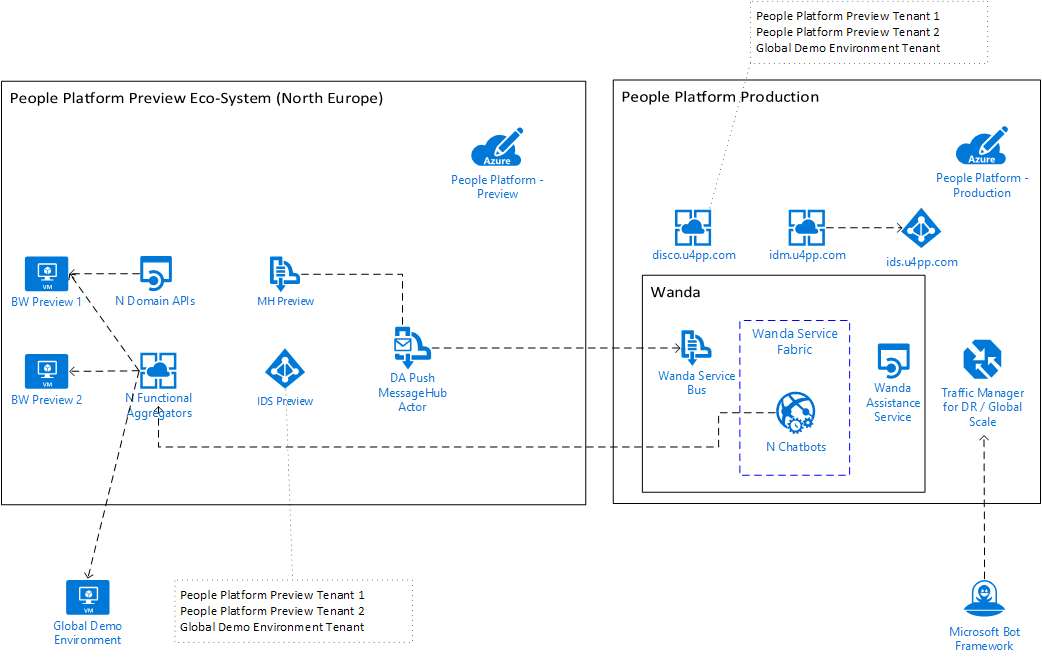 People Platform Preview Tenant 1
People Platform Preview Tenant 2
Global Demo Environment Tenant
People Platform Preview Eco-System (North Europe)
People Platform Production
Azure
People Platform -
Preview
Azure
People Platform -
Production
disco.u4pp.com
idm.u4pp.com
ids.u4pp.com
VM
BW Preview 1
N Domain APIs
MH Preview
Wanda
VM
BW Preview 2
N Functional
Aggregators
IDS Preview
DA Push
MessageHub
Actor
Wanda Service
Bus
Wanda Service
Fabric
N Chatbots
Wanda
Assistance
Service
Traffic Manager
for DR / Global
Scale
VM
Global Demo
Environment
People Platform Preview Tenant 1
People Platform Preview Tenant 2
Global Demo Environment Tenant
Microsoft Bot
Framework